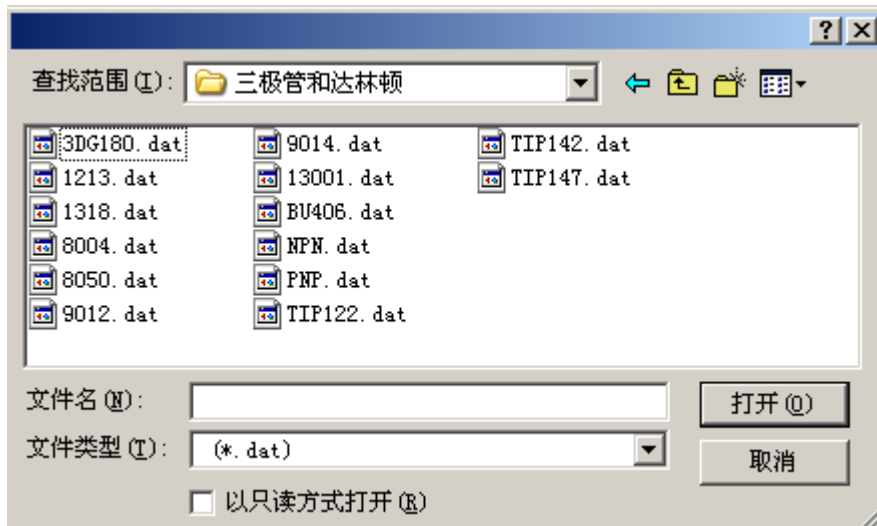 查找范围(I): 三极管和达林顿
3DG180.dat
1213.dat
1318.dat
8004.dat
8050.dat
9012.dat
9014.dat
13001.dat
BU406.dat
NPN.dat
PNP.dat
TIP122.dat
TIP142.dat
TIP147.dat
文件名(N):
打开(O)
文件类型(T): (*.dat)
取消
以只读方式打开(R)